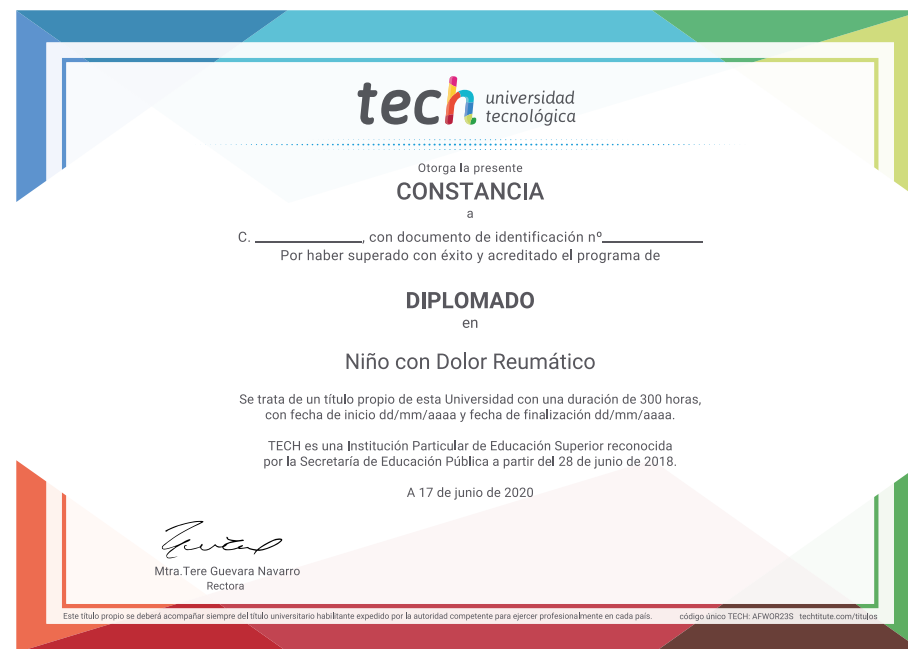 tech universidad
tecnológica
Otorga la presente
CONSTANCIA
a
C. ______________, con documento de identificación nº_____________
Por haber superado con éxito y acreditado el programa de
DIPLOMADO
en
Niño con Dolor Reumático
Se trata de un título propio de esta Universidad con una duración de 300 horas,
con fecha de inicio dd/mm/aaaa y fecha de finalización dd/mm/aaaa.
TECH es una Institución Particular de Educación Superior reconocida
por la Secretaría de Educación Pública a partir del 28 de junio de 2018.
A 17 de junio de 2020
Mtra.Tere Guevara Navarro
Rectora
Este título propio se deberá acompañar siempre del título universitario habilitante expedido por la autoridad competente para ejercer profesionalmente en cada país. código único TECH: AFWOR23S techtitute.com/titulos